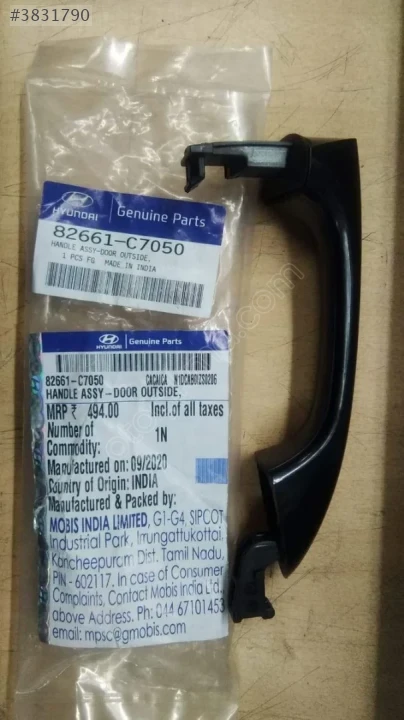 #3831790
HYUNDAI | Genuine Parts
82661-C7050
HANDLE ASSY-DOOR OUTSIDE,
1 PCS FG MADE IN INDIA
HYUNDAI | Genuine Parts
82661-C7050 CACAICA N1DCAB01ZS0286
HANDLE ASSY-DOOR OUTSIDE,
MRP ₹ 494.00 Incl.of all taxes
Number of 1N
Commodity:
Manufactured on: 09/2020
Country of Origin: INDIA
Manufactured & Packed by:
MOBIS INDIA LIMITED, G1-G4, SIPCOT
Industrial Park, Irrungattukottai,
Kancheepuram Dist. Tamil Nadu,
PIN - 602117. In case of Consumer
Complaints, Contact Mobis India Ltd.,
above Address. Ph: 044 67101453
email: mpsc@gmobis.com